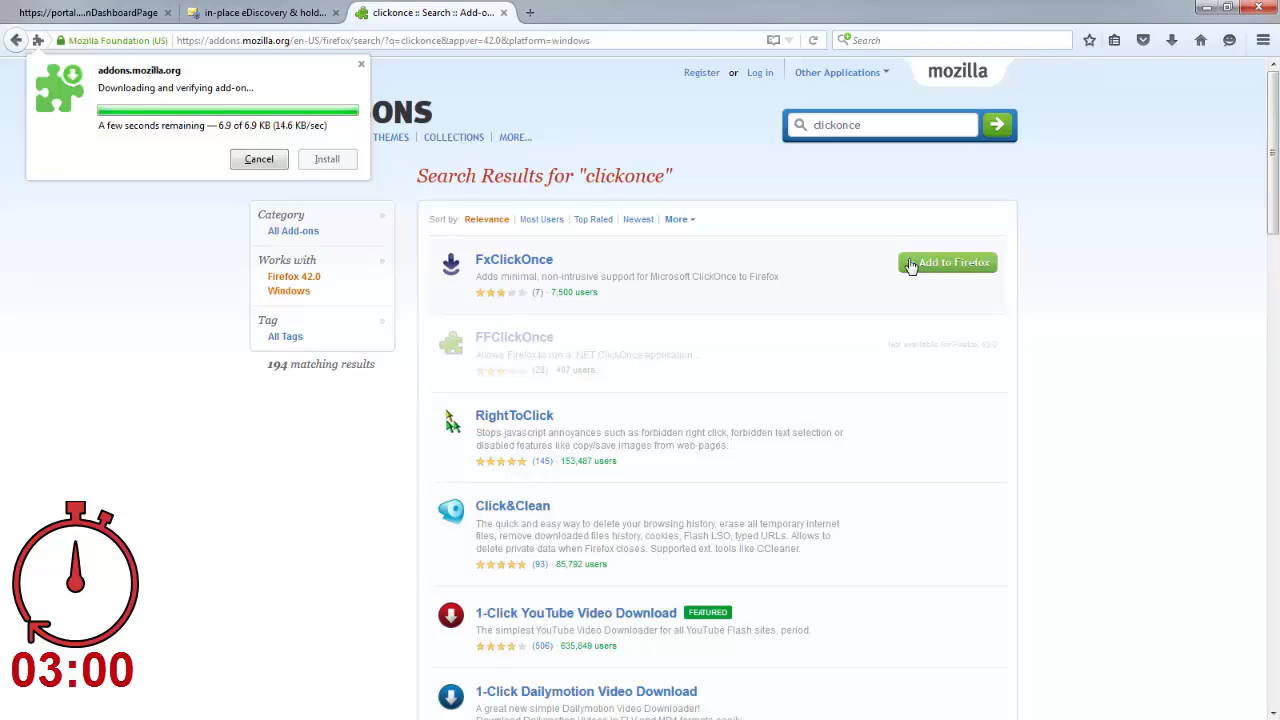 https://portal....nDashboardPage
in-place eDiscovery & hold...
clickonce :: Search :: Add-o...
Mozilla Foundation (US)
https://addons.mozilla.org/en-US/firefox/search/?q=clickonce&appver=42.0&platform=windows
Search
addons.mozilla.org
Downloading and verifying add-on...
A few seconds remaining — 6.9 of 6.9 KB (14.6 KB/sec)
Cancel
Install
Register or Log in
Other Applications
mozilla
ONS
THEMES
COLLECTIONS
MORE...
clickonce
Search Results for "clickonce"
Category
All Add-ons
Works with
Firefox 42.0
Windows
Tag
All Tags
194 matching results
Sort by: Relevance Most Users Top Rated Newest More
FxClickOnce
Adds minimal, non-intrusive support for Microsoft ClickOnce to Firefox
(7) · 7,500 users
Add to Firefox
FFClickOnce
Allows Firefox to run a .NET ClickOnce application...
(28) · 407 users
Not available for Firefox 42.0
RightToClick
Stops javascript annoyances such as forbidden right click, forbidden text selection or
disabled features like copy/save images from web-pages.
(145) · 153,487 users
Click&Clean
The quick and easy way to delete your browsing history, erase all temporary internet
files, remove downloaded files history, cookies, Flash LSO, typed URLs. Allows to
delete private data when Firefox closes. Supported ext. tools like CCleaner.
(93) · 85,792 users
1-Click YouTube Video Download FEATURED
The simplest YouTube Video Downloader for all YouTube Flash sites, period.
(506) · 635,849 users
1-Click Dailymotion Video Download
A great new simple Dailymotion Video Downloader!
Download Dailymotion Videos in FLV and MP4 formats easily
03:00